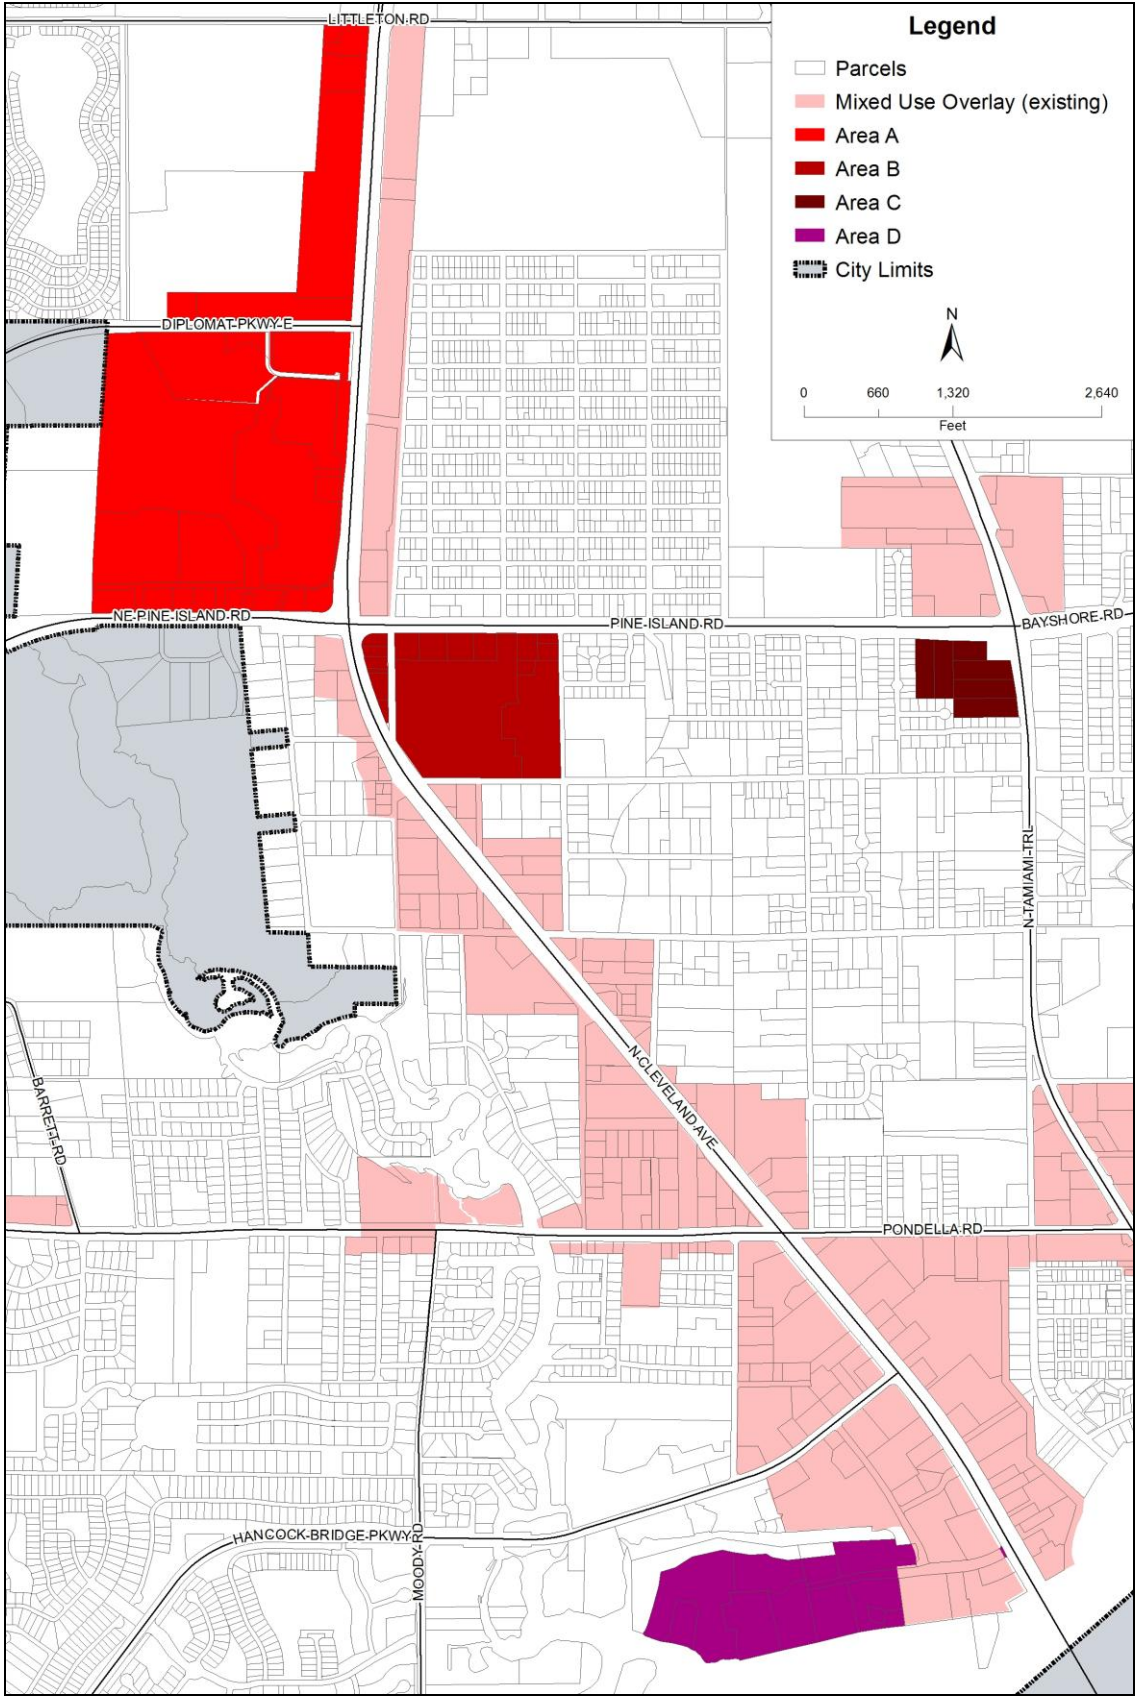 LITTLETON RD
Legend
Parcels
Mixed Use Overlay (existing)
Area A
Area B
Area C
Area D
City Limits
N
0 660 1,320 2,640
Feet
DIPLOMAT PKWY E
NE PINE ISLAND RD
PINE ISLAND RD
BAYSHORE RD
N TAMIAMI TRL
N CLEVELAND AVE
BARRETT RD
PONDELLA RD
HANCOCK BRIDGE PKWY
MOODY RD